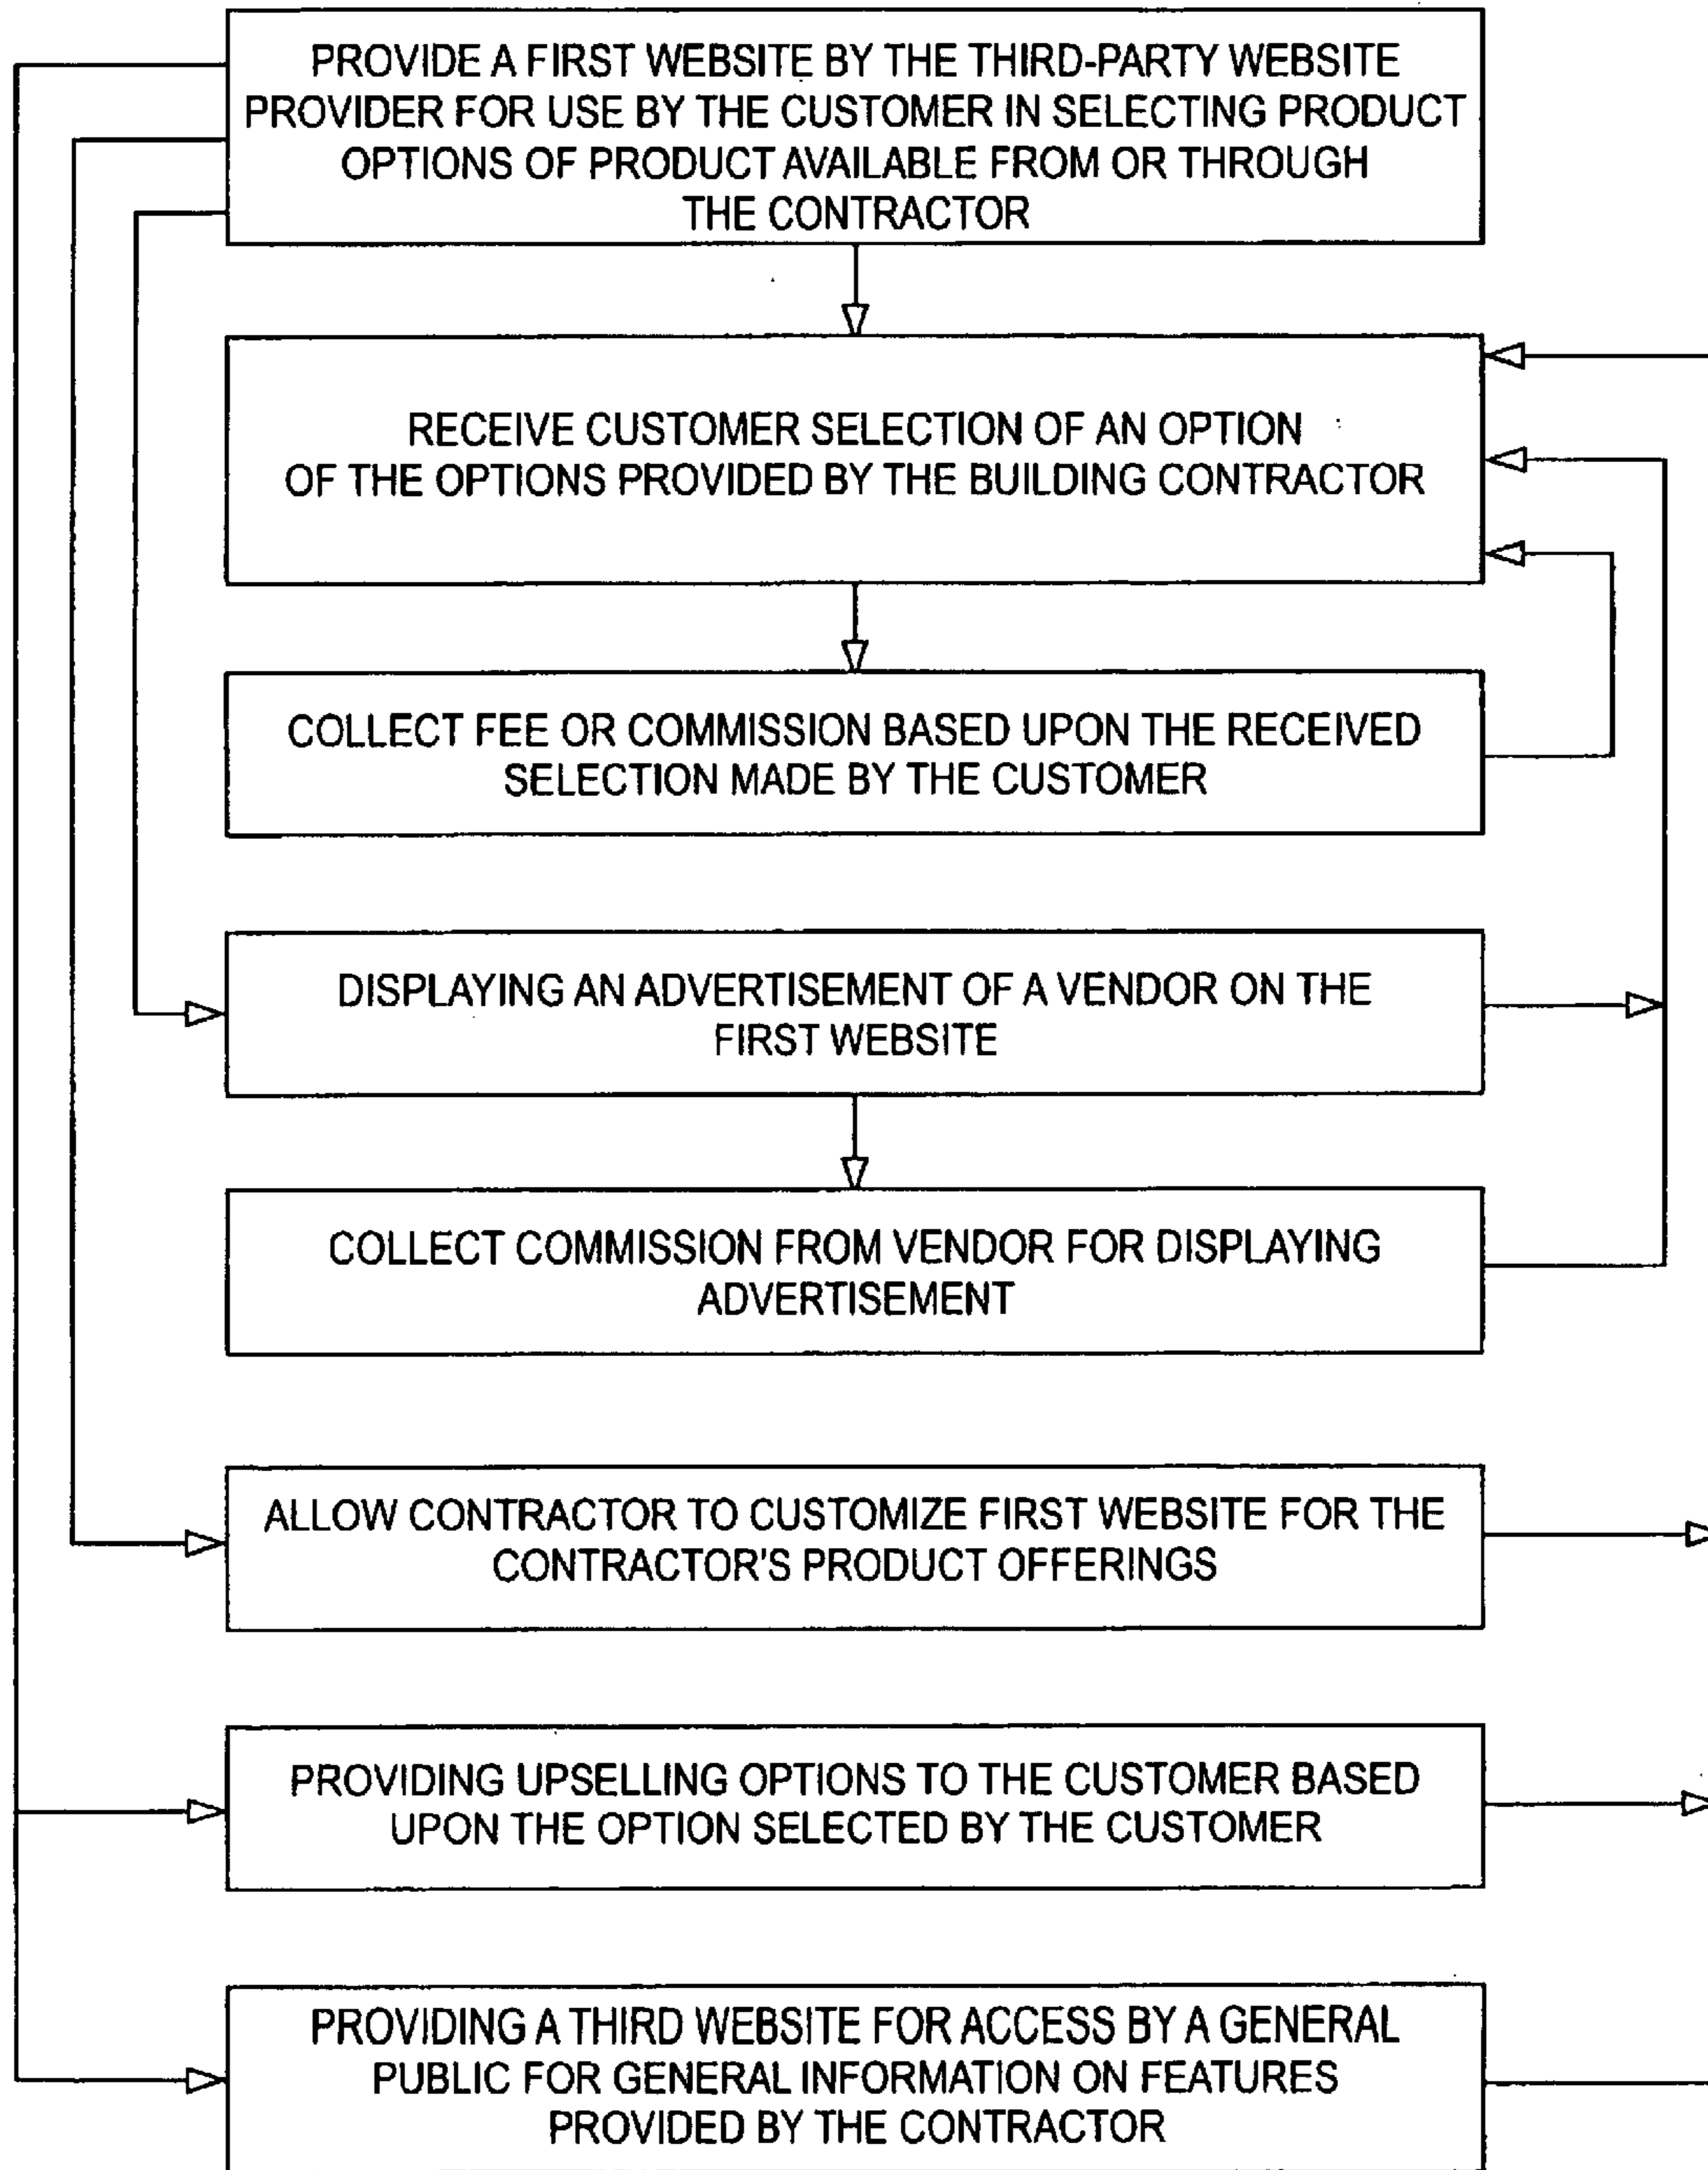 PROVIDE A FIRST WEBSITE BY THE THIRD-PARTY WEBSITE
PROVIDER FOR USE BY THE CUSTOMER IN SELECTING PRODUCT
OPTIONS OF PRODUCT AVAILABLE FROM OR THROUGH
THE CONTRACTOR
RECEIVE CUSTOMER SELECTION OF AN OPTION
OF THE OPTIONS PROVIDED BY THE BUILDING CONTRACTOR
COLLECT FEE OR COMMISSION BASED UPON THE RECEIVED
SELECTION MADE BY THE CUSTOMER
DISPLAYING AN ADVERTISEMENT OF A VENDOR ON THE
FIRST WEBSITE
COLLECT COMMISSION FROM VENDOR FOR DISPLAYING
ADVERTISEMENT
ALLOW CONTRACTOR TO CUSTOMIZE FIRST WEBSITE FOR THE
CONTRACTOR'S PRODUCT OFFERINGS
PROVIDING UPSELLING OPTIONS TO THE CUSTOMER BASED
UPON THE OPTION SELECTED BY THE CUSTOMER
PROVIDING A THIRD WEBSITE FOR ACCESS BY A GENERAL
PUBLIC FOR GENERAL INFORMATION ON FEATURES
PROVIDED BY THE CONTRACTOR